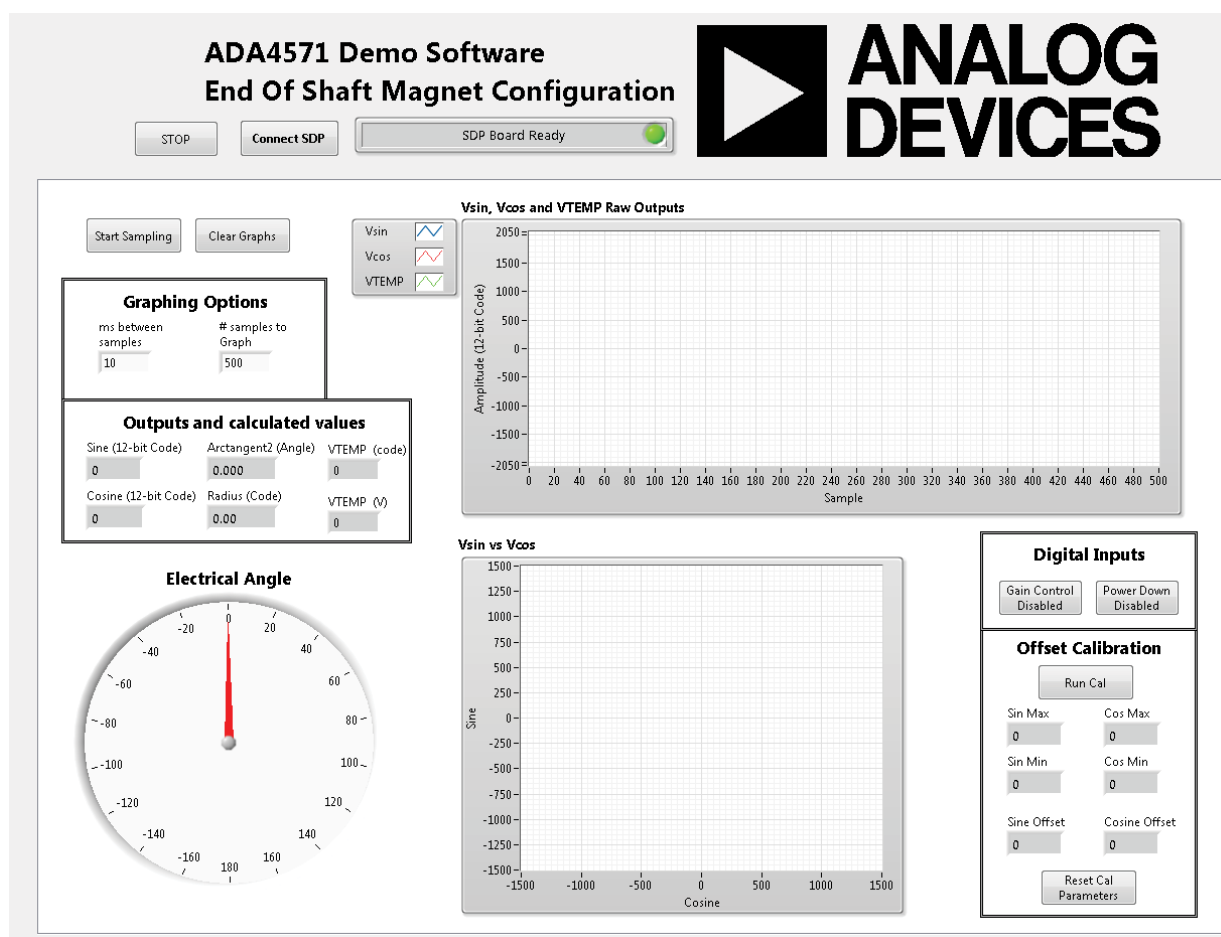 ADA4571 Demo Software
End Of Shaft Magnet Configuration
ANALOG
DEVICES
STOP
Connect SDP
SDP Board Ready
Start Sampling
Clear Graphs
Vsin
Vcos
VTEMP
Vsin, Vcos and VTEMP Raw Outputs
2050
1500
1000
500
0
-500
-1000
-1500
-2050
Amplitude (12-bit Code)
0 20 40 60 80 100 120 140 160 180 200 220 240 260 280 300 320 340 360 380 400 420 440 460 480 500
Sample
Graphing Options
ms between
samples
10
# samples to
Graph
500
Outputs and calculated values
Sine (12-bit Code) Arctangent2 (Angle) VTEMP (code)
0 0.000 0
Cosine (12-bit Code) Radius (Code) VTEMP (V)
0 0.00 0
Electrical Angle
0
20
40
60
80
100
120
140
160
180
-160
-140
-120
-100
-80
-60
-40
-20
Vsin vs Vcos
1500
1250
1000
750
500
250
0
-250
-500
-750
-1000
-1250
-1500
Sine
-1500 -1000 -500 0 500 1000 1500
Cosine
Digital Inputs
Gain Control
Disabled
Power Down
Disabled
Offset Calibration
Run Cal
Sin Max Cos Max
0 0
Sin Min Cos Min
0 0
Sine Offset Cosine Offset
0 0
Reset Cal
Parameters